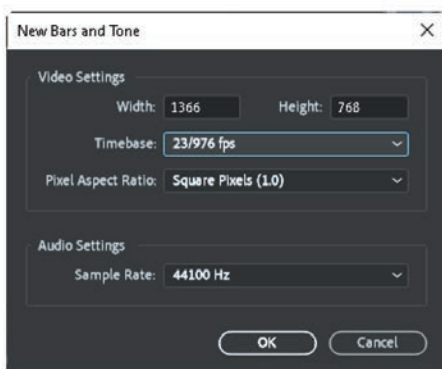 New Bars and Tone
Video Settings
Width: 1366 Height: 768
Timebase: 23/976 fps
Pixel Aspect Ratio: Square Pixels (1.0)
Audio Settings
Sample Rate: 44100 Hz
OK Cancel